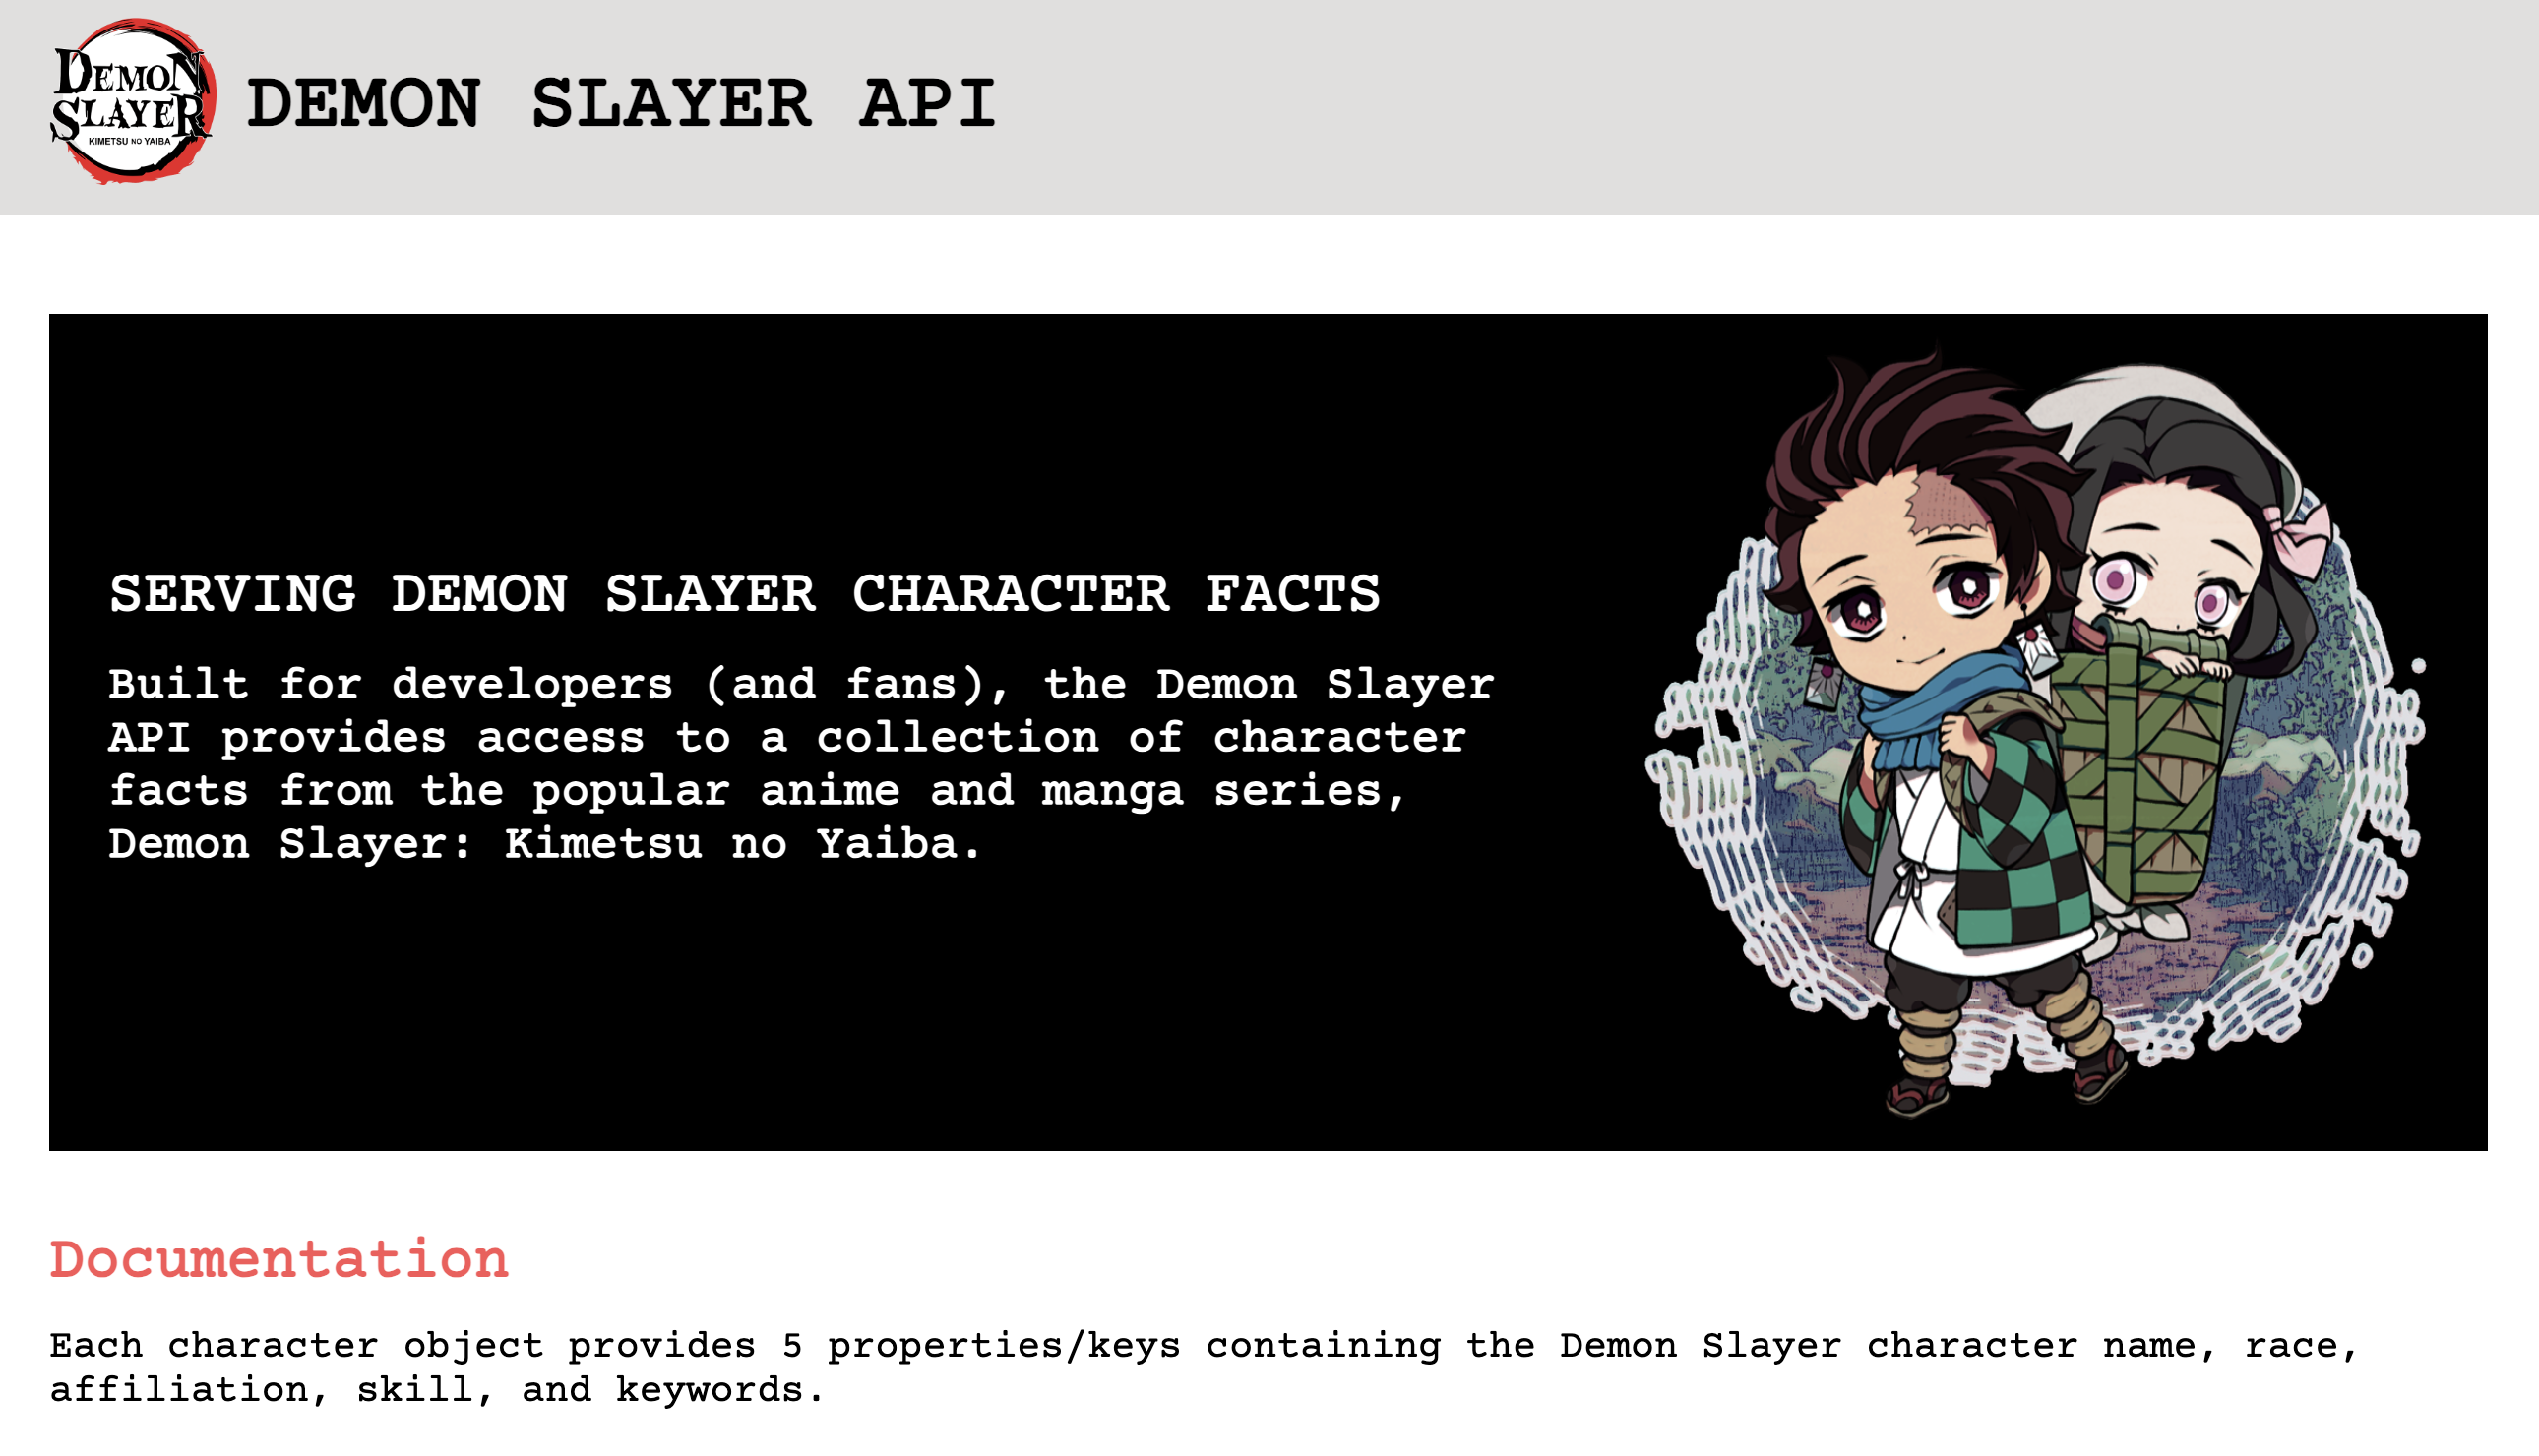 DEMON
SLAYER
KIMETSU NO YAIBA
DEMON SLAYER API
SERVING DEMON SLAYER CHARACTER FACTS
Built for developers (and fans), the Demon Slayer
API provides access to a collection of character
facts from the popular anime and manga series,
Demon Slayer: Kimetsu no Yaiba.
Documentation
Each character object provides 5 properties/keys containing the Demon Slayer character name, race,
affiliation, skill, and keywords.